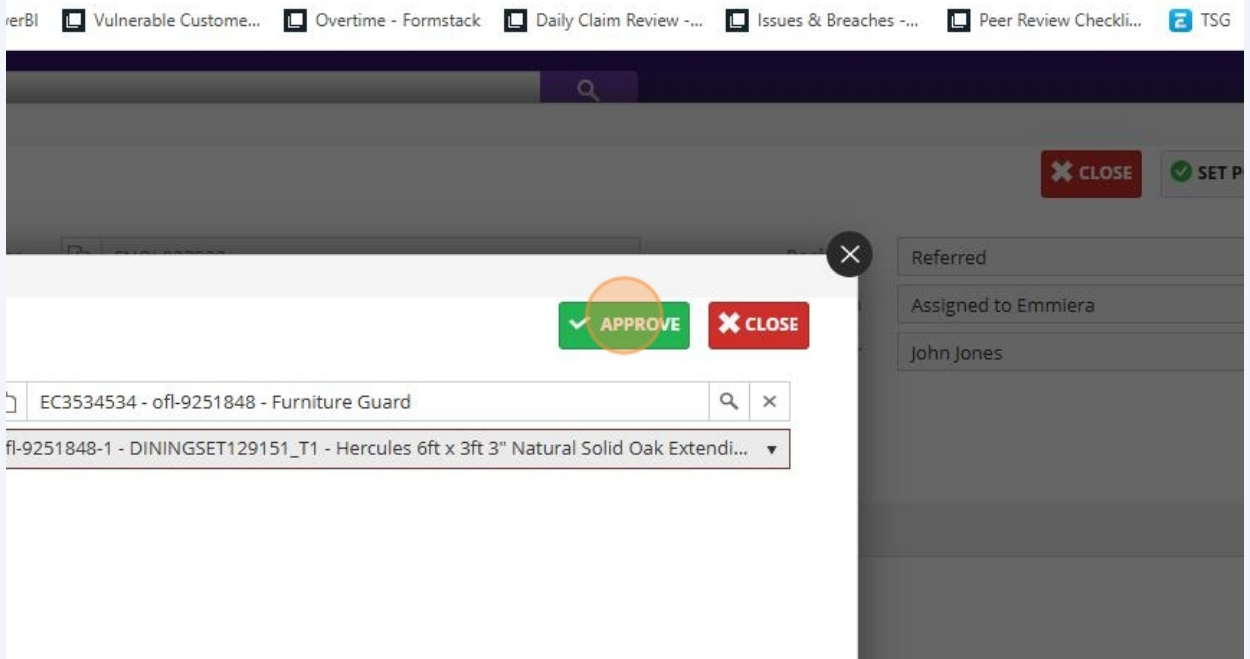 verBI Vulnerable Custome... Overtime - Formstack Daily Claim Review -... Issues & Breaches -... Peer Review Checkli... TSG
CLOSE SET P
Referred
Assigned to Emmiera
John Jones
APPROVE CLOSE
EC3534534 - ofl-9251848 - Furniture Guard
fl-9251848-1 - DININGSET129151_T1 - Hercules 6ft x 3ft 3" Natural Solid Oak Extendi...